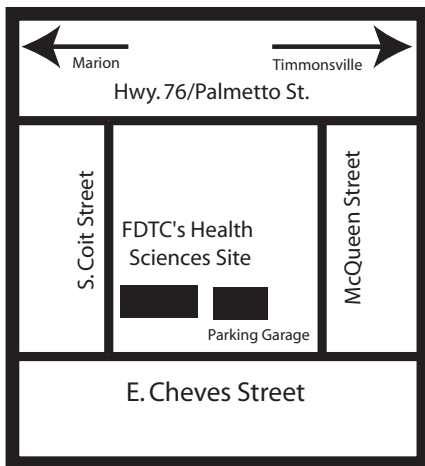 Marion
Timmonsville
Hwy. 76/Palmetto St.
S. Coit Street
FDTC's Health
Sciences Site
McQueen Street
Parking Garage
E. Cheves Street